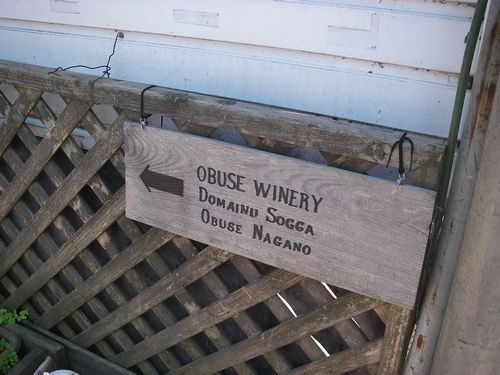 OBUSE WINERY
DOMAINU SOGGA
OBUSE NAGANO